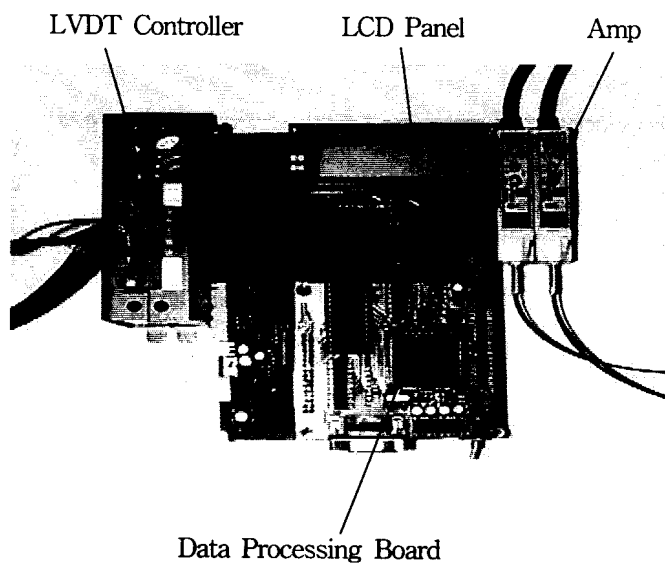 LVDT Controller
LCD Panel
Amp
Data Processing Board